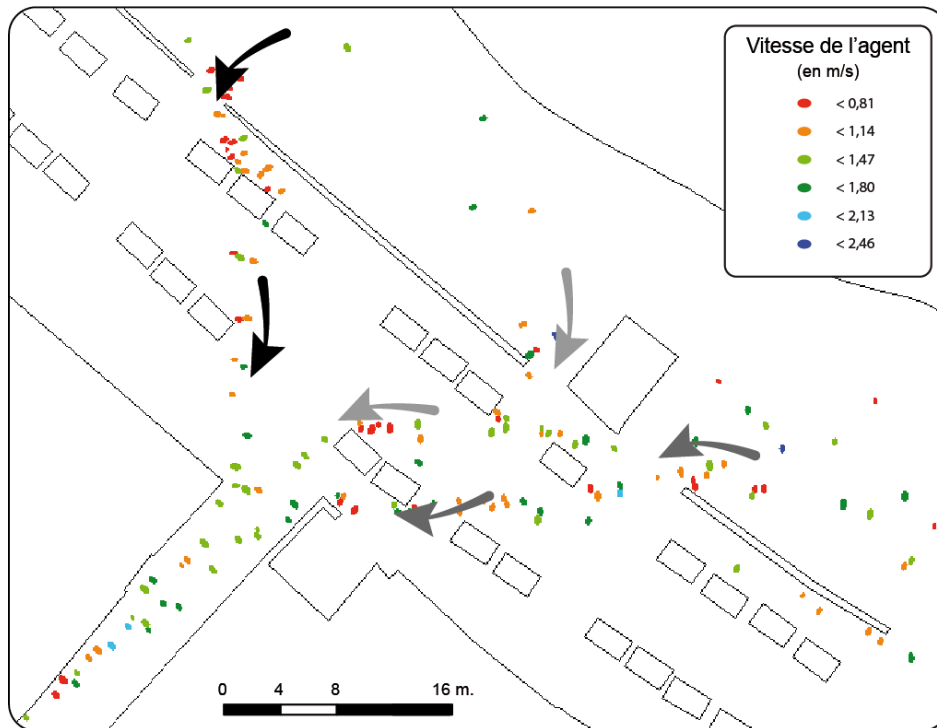 Vitesse de l'agent
(en m/s)
< 0,81
< 1,14
< 1,47
< 1,80
< 2,13
< 2,46
0 4 8 16 m.